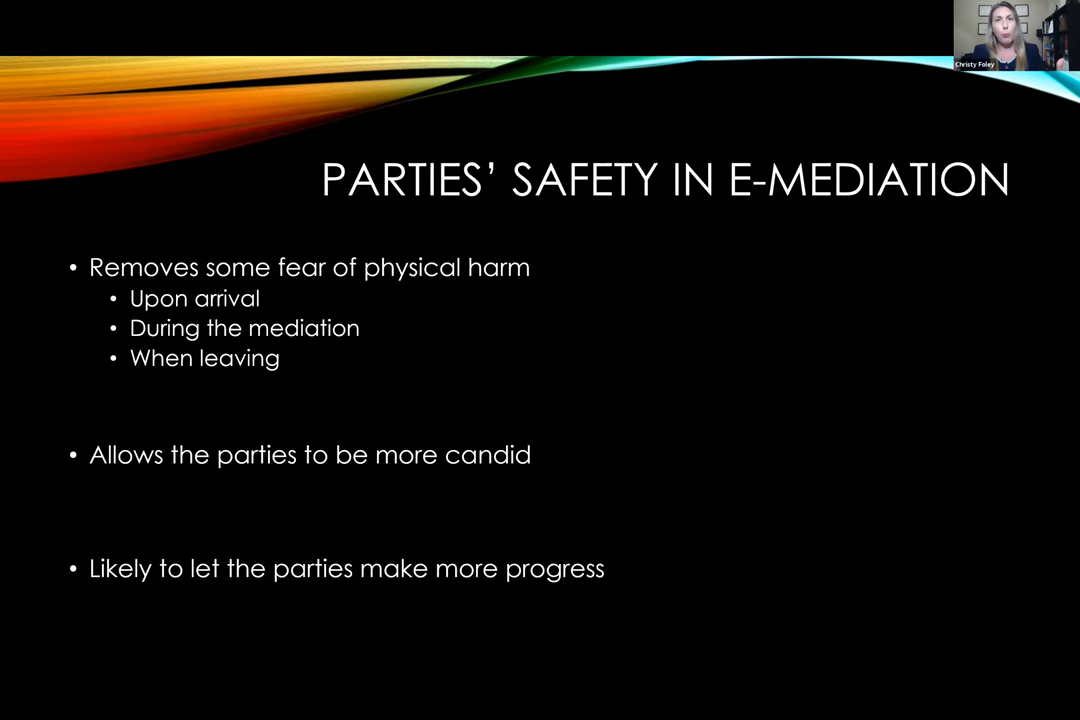 Christy Foley
PARTIES’ SAFETY IN E-MEDIATION
• Removes some fear of physical harm
• Upon arrival
• During the mediation
• When leaving
• Allows the parties to be more candid
• Likely to let the parties make more progress